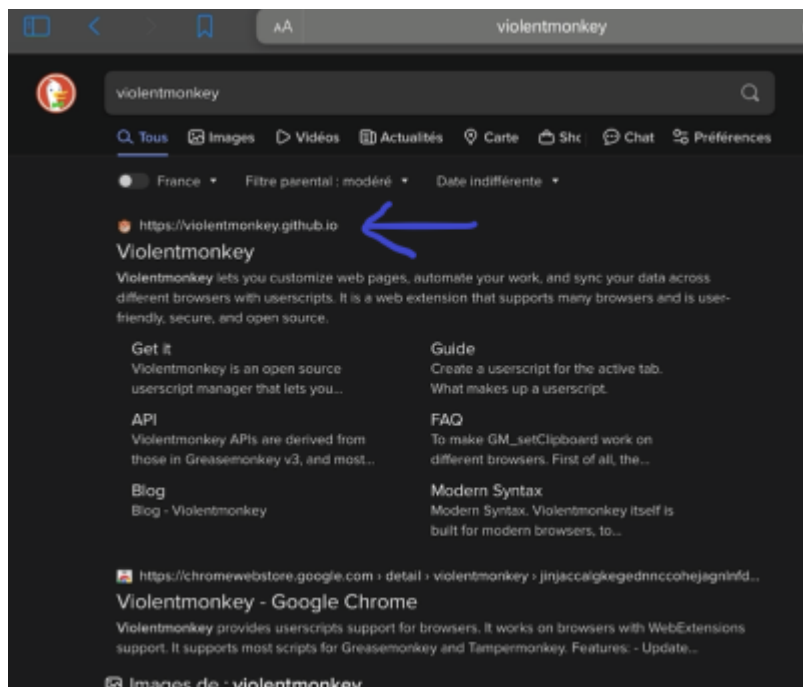 AA violentmonkey
violentmonkey
Tous Images Vidéos Actualités Carte Sho Chat Préférences
France Filtre parental : modéré Date indifférente
https://violentmonkey.github.io
Violentmonkey
Violentmonkey lets you customize web pages, automate your work, and sync your data across
different browsers with userscripts. It is a web extension that supports many browsers and is user-
friendly, secure, and open source.
Get it
Violentmonkey is an open source
userscript manager that lets you...
Guide
Create a userscript for the active tab.
What makes up a userscript.
API
Violentmonkey APIs are derived from
those in Greasemonkey v3, and most...
FAQ
To make GM_setClipboard work on
different browsers. First of all, the...
Blog
Blog - Violentmonkey
Modern Syntax
Modern Syntax. Violentmonkey itself is
built for modern browsers, to...
https://chromewebstore.google.com › detail › violentmonkey ›
Violentmonkey - Google Chrome
Violentmonkey provides userscripts support for browsers. It works on browsers with WebExtensions
support. It supports most scripts for Greasemonkey and Tampermonkey. Features: - Update...
Images de : violentmonkey